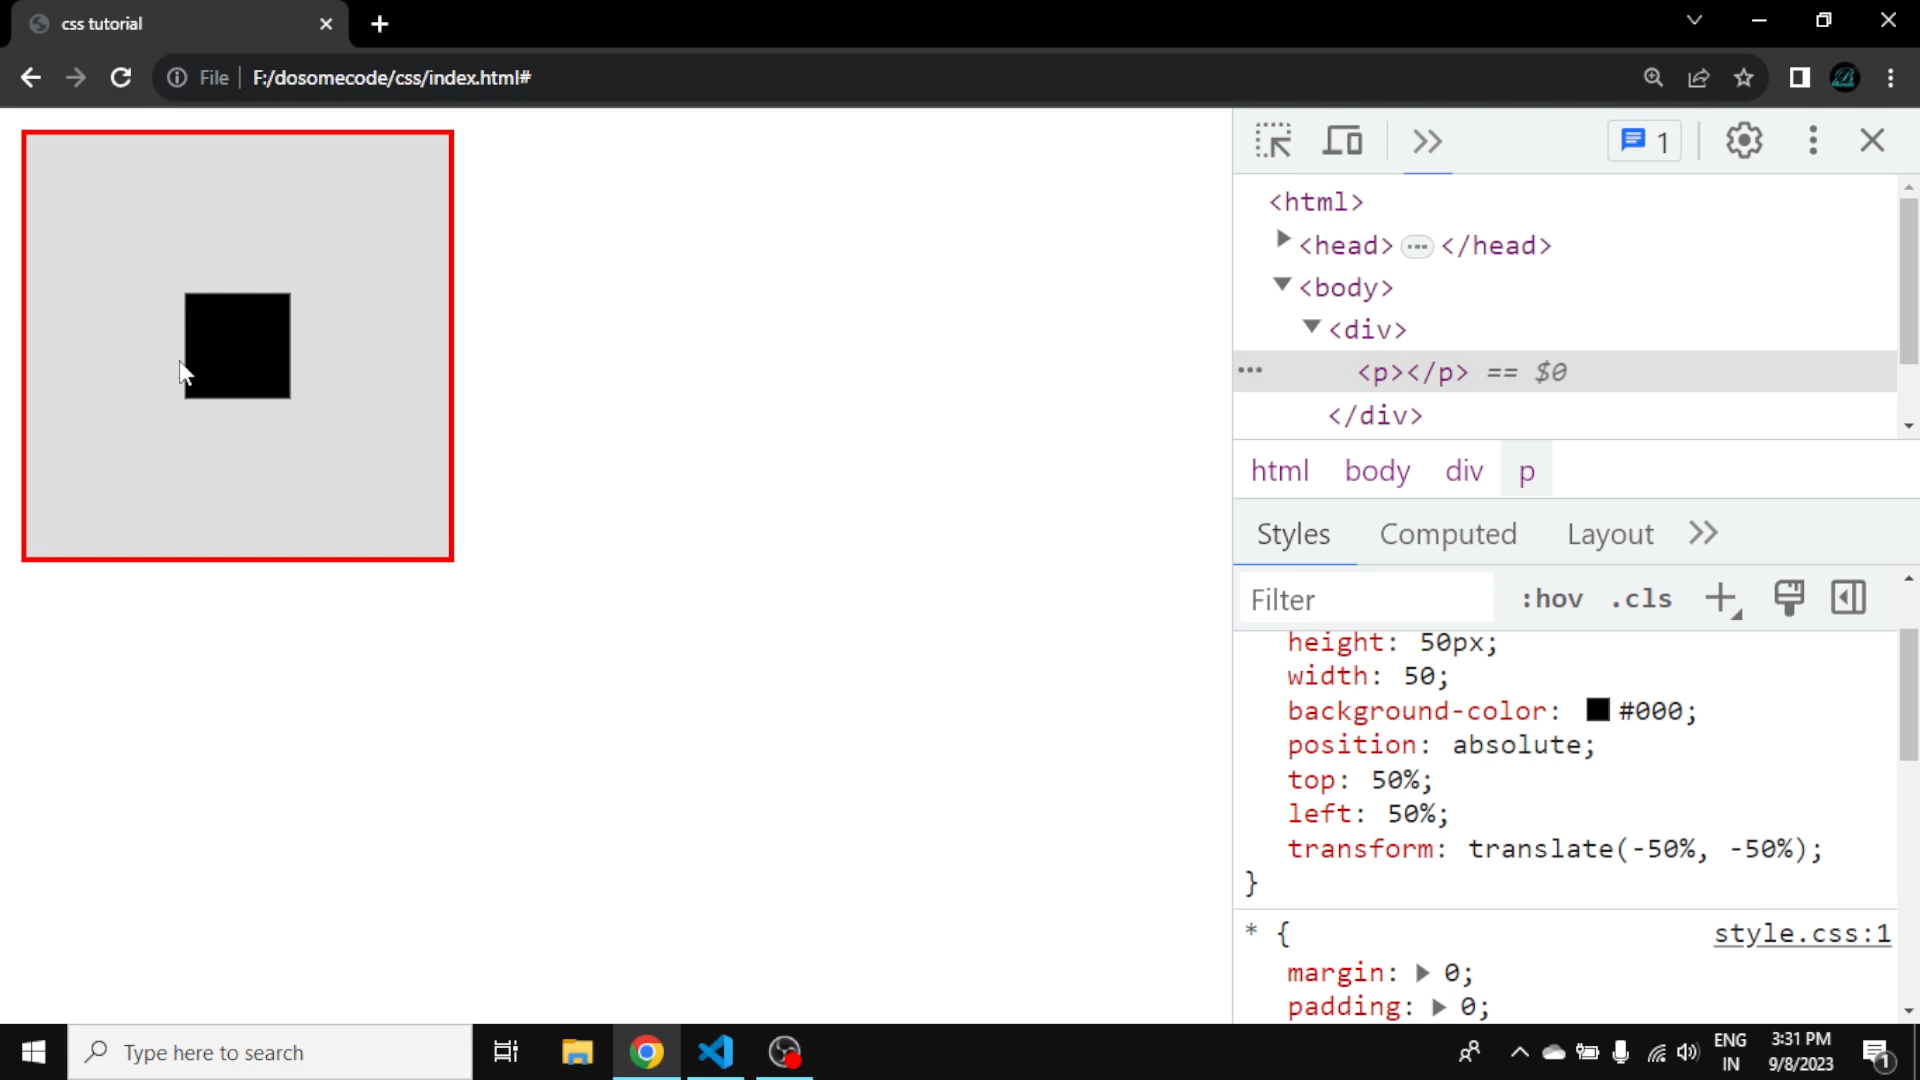 css tutorial
File F:/dosomecode/css/index.html#
1
<html>
<head> ··· </head>
<body>
<div>
··· <p></p> == $0
</div>
html body div p
Styles Computed Layout
Filter :hov .cls
height: 50px;
width: 50;
background-color: #000;
position: absolute;
top: 50%;
left: 50%;
transform: translate(-50%, -50%);
}
* { style.css:1
margin: 0;
padding: 0;
Type here to search
ENG
IN
3:31 PM
9/8/2023
1